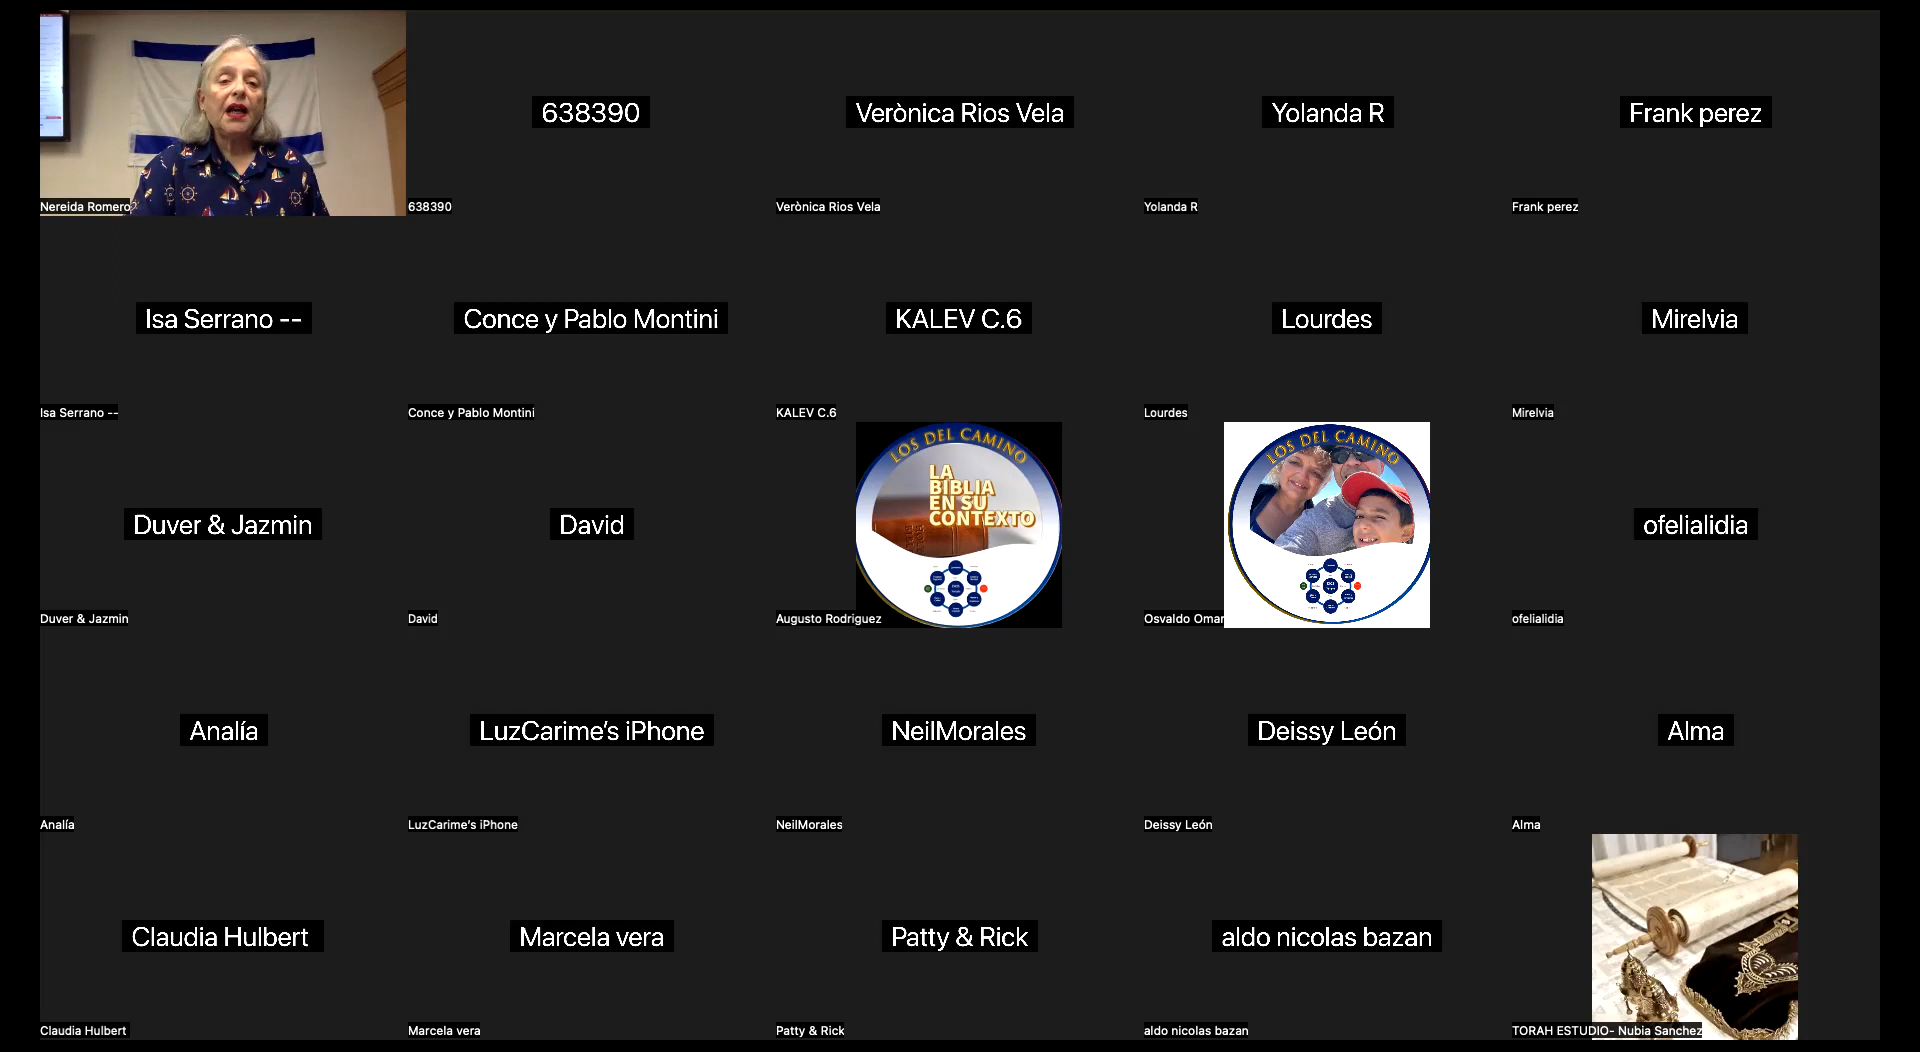 Nereida Romero
638390
638390
Verònica Rios Vela
Verònica Rios Vela
Yolanda R
Yolanda R
Frank perez
Frank perez
Isa Serrano --
Isa Serrano --
Conce y Pablo Montini
Conce y Pablo Montini
KALEV C.6
KALEV C.6
Lourdes
Lourdes
Mirelvia
Mirelvia
Duver & Jazmin
Duver & Jazmin
David
David
LOS DEL CAMINO
LA
BIBLIA
EN SU
CONTEXTO
Augusto Rodriguez
LOS DEL CAMINO
Osvaldo Omar
ofelialidia
ofelialidia
Analía
Analía
LuzCarime’s iPhone
LuzCarime’s iPhone
NeilMorales
NeilMorales
Deissy León
Deissy León
Alma
Alma
Claudia Hulbert
Claudia Hulbert
Marcela vera
Marcela vera
Patty & Rick
Patty & Rick
aldo nicolas bazan
aldo nicolas bazan
TORAH ESTUDIO- Nubia Sanchez